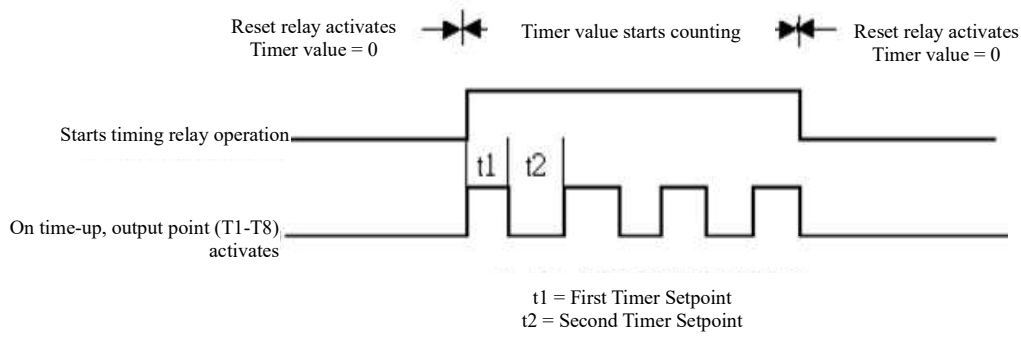 Reset relay activates
Timer value = 0
Timer value starts counting
Reset relay activates
Timer value = 0
Starts timing relay operation
t1
t2
On time-up, output point (T1-T8)
activates
t1 = First Timer Setpoint
t2 = Second Timer Setpoint